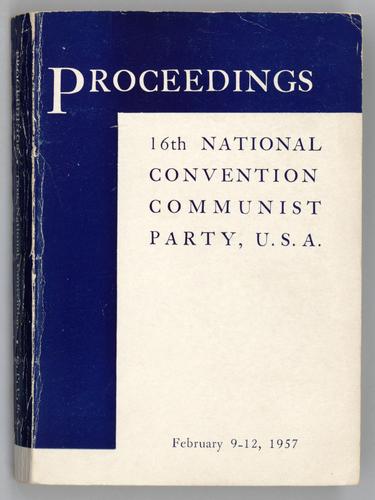 PROCEEDINGS
16th NATIONAL
CONVENTION
COMMUNIST
PARTY, U.S.A.
February 9-12, 1957